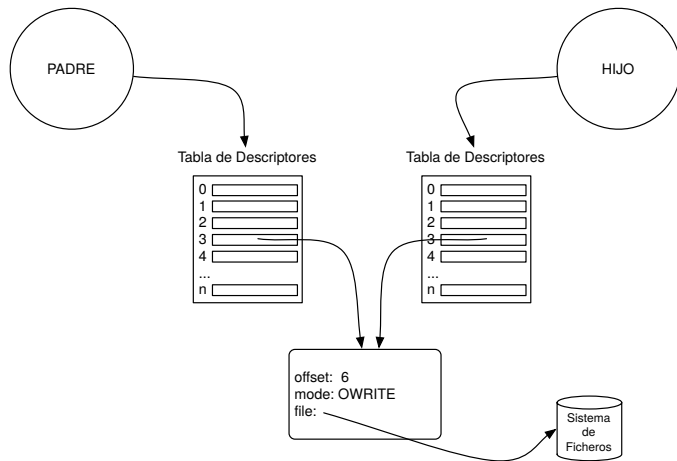 PADRE
HIJO
Tabla de Descriptores
Tabla de Descriptores
0
1
2
3
4
...
n
0
1
2
3
4
...
n
offset: 6
mode: OWRITE
file:
Sistema
de
Ficheros